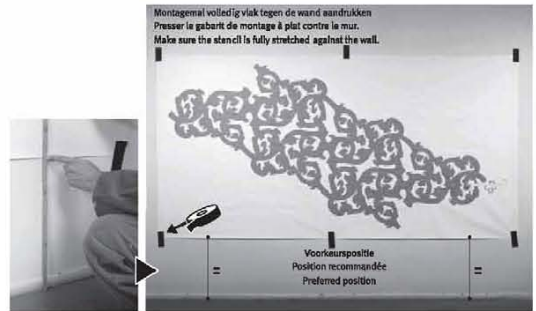 Montagemal volledig vlak tegen de wand aandrukken
Presser le gabarit de montage à plat contre le mur.
Make sure the stencil is fully stretched against the wall.
=
=
Voorkeurspositie
Position recommandée
Preferred position